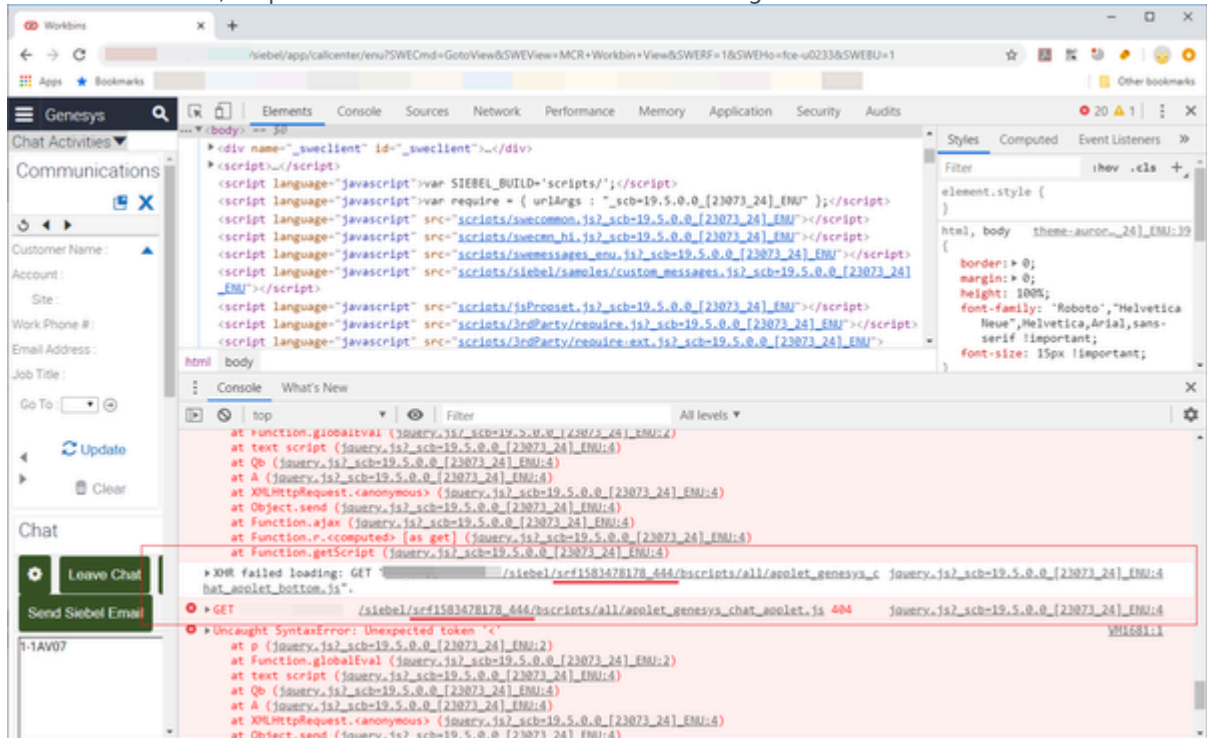 Workbins
/siebel/app/callcenter/enu?SWECmd=GotoView&SWEView=MCR+Workbin+View&SWERF=1&SWEHo=fce-u0233&SWEBU=1
Apps Bookmarks Other bookmarks
Genesys
Elements Console Sources Network Performance Memory Application Security Audits 20 1
Chat Activities
Communications
Customer Name :
Account :
Site :
Work Phone # :
Email Address :
Job Title :
Go To :
Update
Clear
Chat
Leave Chat
Send Siebel Email
1-1AV07
... <body> == $0
<div name="_sweclient" id="_sweclient">…</div>
<script>…</script>
<script language="javascript">var SIEBEL_BUILD='scripts/';</script>
<script language="javascript">var require = { urlArgs : "_scb=19.5.0.0_[23073_24]_ENU" };</script>
<script language="javascript" src="scripts/swecommon.js?_scb=19.5.0.0_[23073_24]_ENU"></script>
<script language="javascript" src="scripts/swecmn_hi.js?_scb=19.5.0.0_[23073_24]_ENU"></script>
<script language="javascript" src="scripts/swemessages_enu.js?_scb=19.5.0.0_[23073_24]_ENU"></script>
<script language="javascript" src="scripts/siebel/samples/custom_messages.js?_scb=19.5.0.0_[23073_24]
_ENU"></script>
<script language="javascript" src="scripts/jsPropset.js?_scb=19.5.0.0_[23073_24]_ENU"></script>
<script language="javascript" src="scripts/3rdParty/require.js?_scb=19.5.0.0_[23073_24]_ENU"></script>
<script language="javascript" src="scripts/3rdParty/require-ext.js?_scb=19.5.0.0_[23073_24]_ENU">
html body
Styles Computed Event Listeners »
Filter :hov .cls +
element.style {
}
html, body theme-auror…_24]_ENU:39
{
border: 0;
margin: 0;
height: 100%;
font-family: 'Roboto',"Helvetica
Neue",Helvetica,Arial,sans-
serif !important;
font-size: 15px !important;
}
Console What's New
top Filter All levels
at Function.globalEval (jquery.js?_scb=19.5.0.0_[23073_24]_ENU:2)
at text script (jquery.js?_scb=19.5.0.0_[23073_24]_ENU:4)
at Qb (jquery.js?_scb=19.5.0.0_[23073_24]_ENU:4)
at A (jquery.js?_scb=19.5.0.0_[23073_24]_ENU:4)
at XMLHttpRequest.<anonymous> (jquery.js?_scb=19.5.0.0_[23073_24]_ENU:4)
at Object.send (jquery.js?_scb=19.5.0.0_[23073_24]_ENU:4)
at Function.ajax (jquery.js?_scb=19.5.0.0_[23073_24]_ENU:4)
at Function.r.<computed> [as get] (jquery.js?_scb=19.5.0.0_[23073_24]_ENU:4)
at Function.getScript (jquery.js?_scb=19.5.0.0_[23073_24]_ENU:4)
XHR failed loading: GET " /siebel/srf1583478178_444/bscripts/all/applet_genesys_c jquery.js?_scb=19.5.0.0_[23073_24]_ENU:4
hat_applet_bottom.js".
GET /siebel/srf1583478178_444/bscripts/all/applet_genesys_chat_applet.js 404 jquery.js?_scb=19.5.0.0_[23073_24]_ENU:4
Uncaught SyntaxError: Unexpected token '<' VM1681:1
at p (jquery.js?_scb=19.5.0.0_[23073_24]_ENU:2)
at Function.globalEval (jquery.js?_scb=19.5.0.0_[23073_24]_ENU:2)
at text script (jquery.js?_scb=19.5.0.0_[23073_24]_ENU:4)
at Qb (jquery.js?_scb=19.5.0.0_[23073_24]_ENU:4)
at A (jquery.js?_scb=19.5.0.0_[23073_24]_ENU:4)
at XMLHttpRequest.<anonymous> (jquery.js?_scb=19.5.0.0_[23073_24]_ENU:4)
at Object.send (jquery.js?_scb=19.5.0.0_[23073_24]_ENU:4)